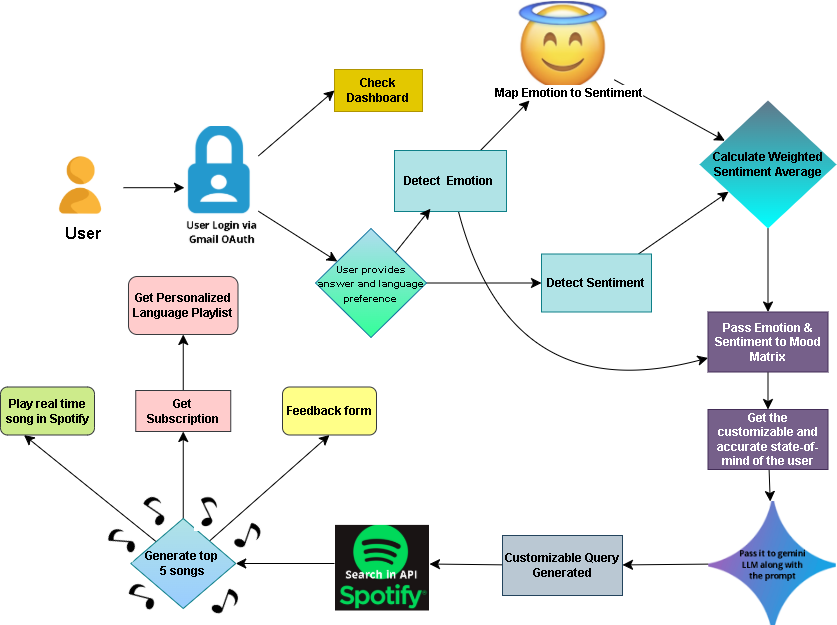 Check
Dashboard
Map Emotion to Sentiment
Calculate Weighted
Sentiment Average
Detect  Emotion
User
User Login via
Gmail OAuth
User provides
answer and language
preference
Detect Sentiment
Get Personalized
Language Playlist
Pass Emotion &
Sentiment to Mood
Matrix
Play real time
song in Spotify
Get
Subscription
Feedback form
Get the
customizable and
accurate state-of-
mind of the user
Generate top
5 songs
Search in API
Spotify
Customizable Query
Generated
Pass it to gemini
LLM along with
the prompt